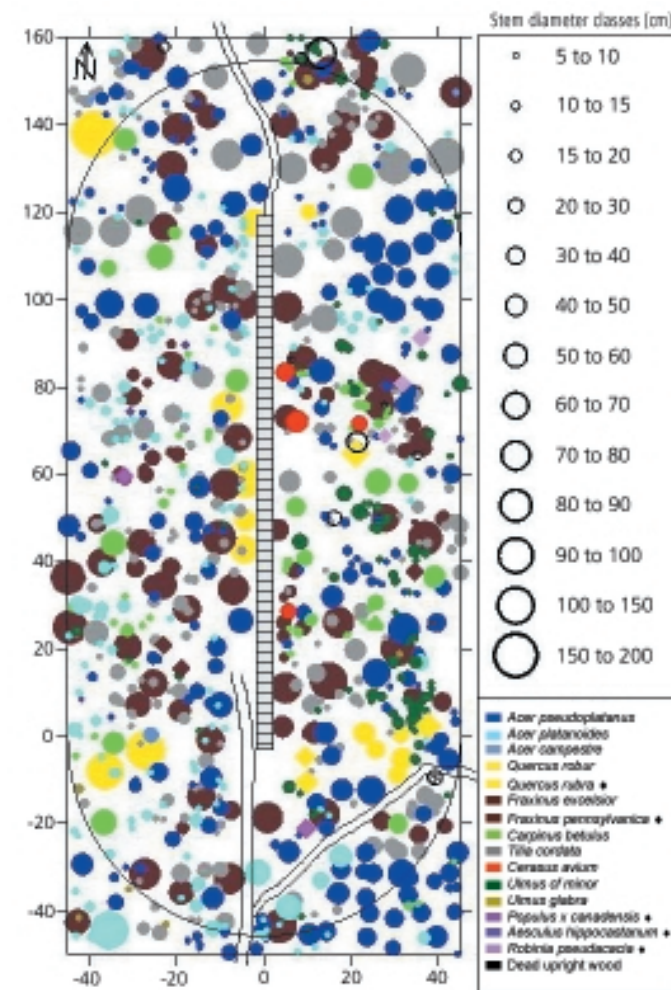 Stem diameter classes [cm]
5 to 10
10 to 15
15 to 20
20 to 30
30 to 40
40 to 50
50 to 60
60 to 70
70 to 80
80 to 90
90 to 100
100 to 150
150 to 200
Acer pseudoplatanus
Acer platanoides
Acer campestre
Quercus robur
Quercus rubra ♦
Fraxinus excelsior
Fraxinus pennsylvanica ♦
Carpinus betulus
Tilia cordata
Cerasus avium
Ulmus cf minor
Ulmus glabra
Populus x canadensis ♦
Aesculus hippocastanum ♦
Robinia pseudacacia ♦
Dead upright wood
N
160
140
120
100
80
60
40
20
0
-20
-40
-40 -20 0 20 40